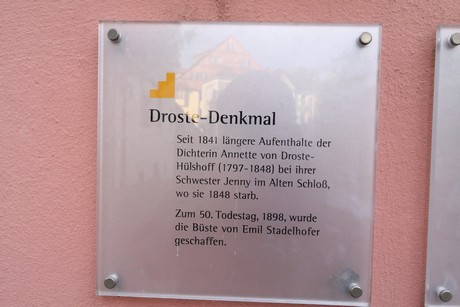 Droste-Denkmal
Seit 1841 längere Aufenthalte der
Dichterin Annette von Droste-
Hülshoff (1797-1848) bei ihrer
Schwester Jenny im Alten Schloß,
wo sie 1848 starb.
Zum 50. Todestag, 1898, wurde
die Büste von Emil Stadelhofer
geschaffen.